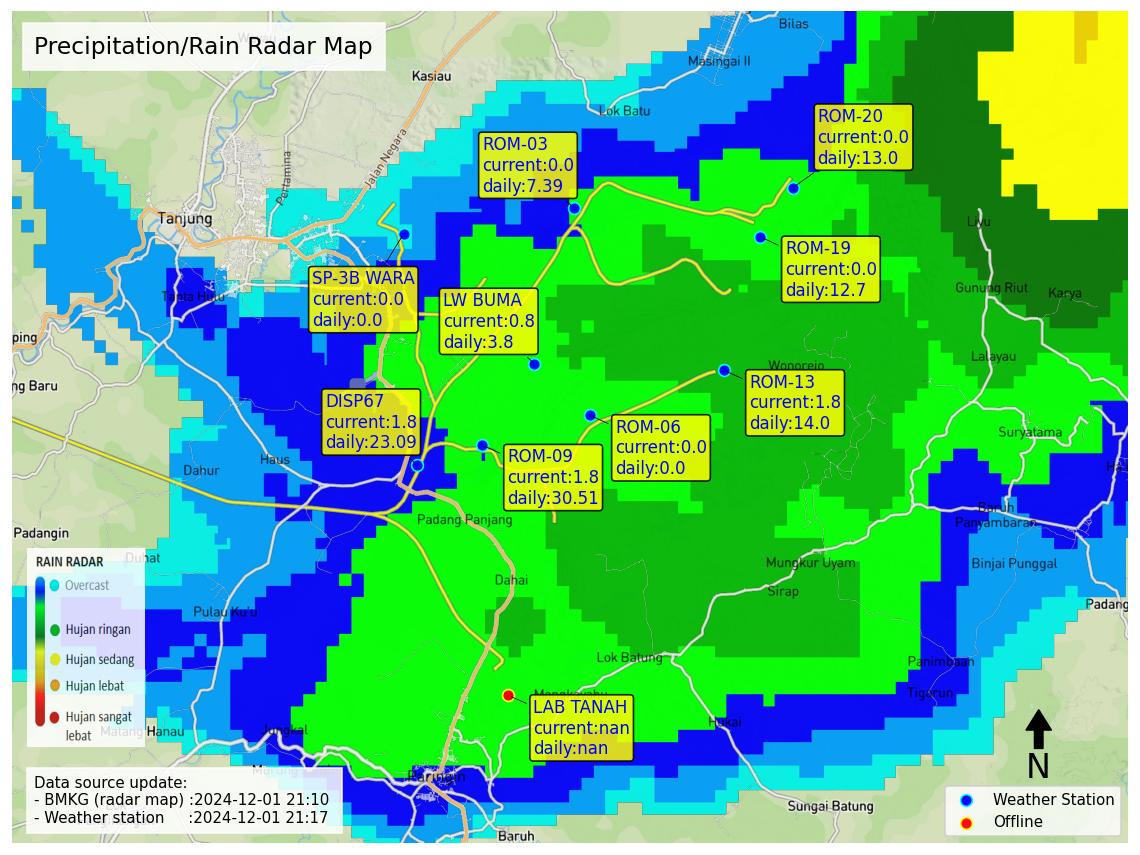 Precipitation/Rain Radar Map
Bilas
Masingai II
Kasiau
Lok Batu
Jalan Negara
Pertamina
Tanjung
ROM-20
current:0.0
daily:13.0
ROM-03
current:0.0
daily:7.39
ROM-19
current:0.0
daily:12.7
SP-3B WARA
current:0.0
daily:0.0
LW BUMA
current:0.8
daily:3.8
Tanta Hulu
Liyu
Gunung Riut
Karya
Lalayau
Wonorejo
ping
ng Baru
ROM-13
current:1.8
daily:14.0
DISP67
current:1.8
daily:23.09
ROM-06
current:0.0
daily:0.0
ROM-09
current:1.8
daily:30.51
Suryatama
Haus
Dahur
Padangin
Padang Panjang
Baruh
Panyambaran
Binjai Punggal
Duhat
Dahai
Mungkur Uyam
Sirap
Padang
Pulau Ku'u
Lok Batung
Panimbaan
Tigarun
Hukai
RAIN RADAR
Overcast
Hujan ringan
Hujan sedang
Hujan lebat
Hujan sangat
lebat
Matang Hanau
Jungkal
LAB TANAH
current:nan
daily:nan
Paringin
Sungai Batung
Baruh
Data source update:
- BMKG (radar map) :2024-12-01 21:10
- Weather station :2024-12-01 21:17
N
Weather Station
Offline